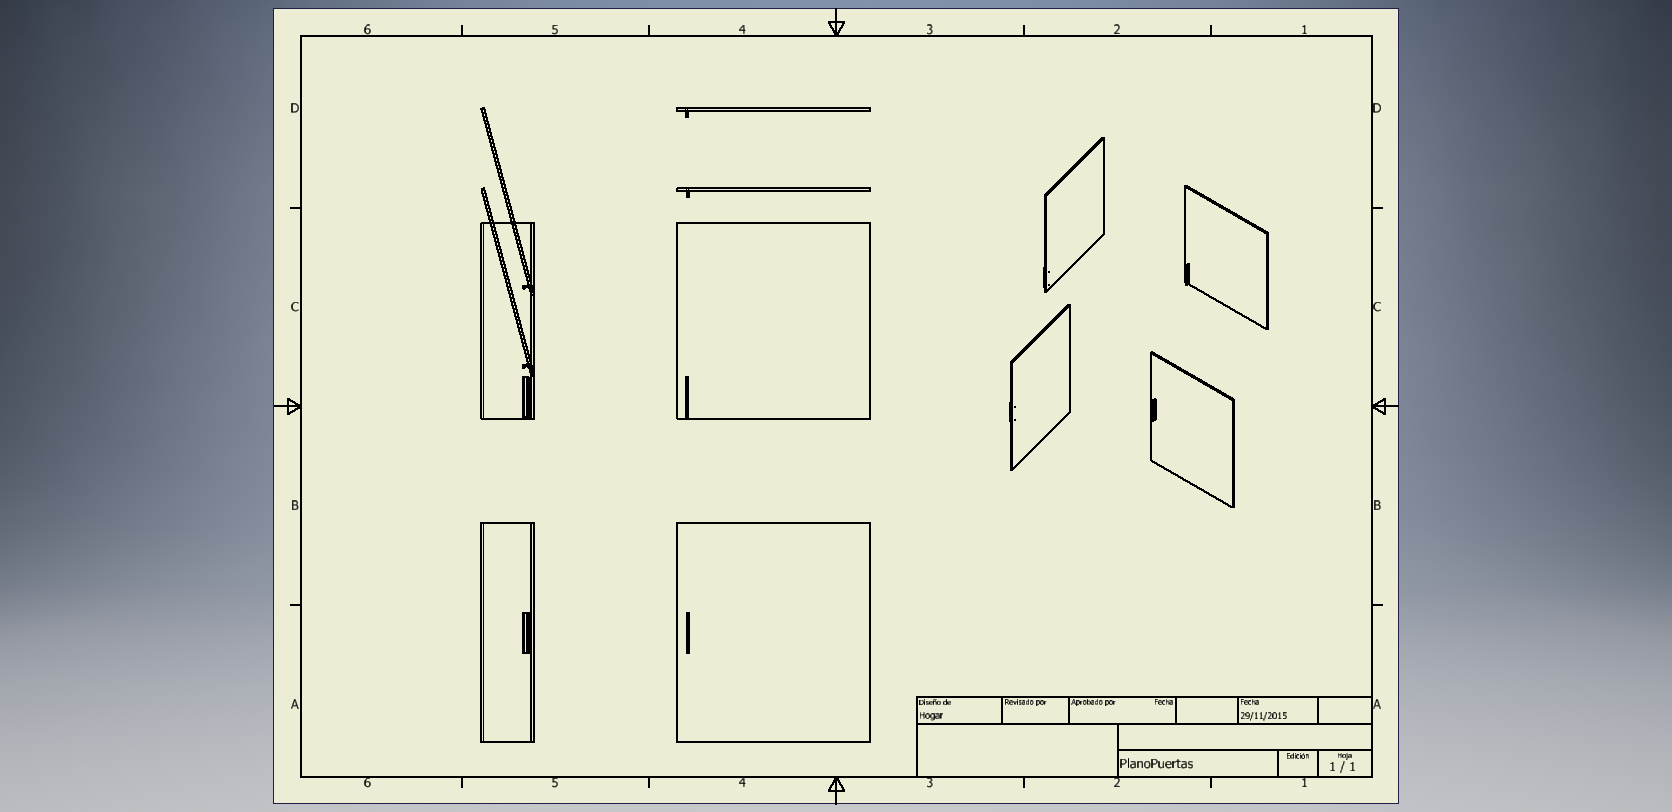 6 5 4 3 2 1
D D
C C
B B
A A
Diseño de Revisado por Aprobado por Fecha Fecha
Hogar 29/11/2015
Edición Hoja
PlanoPuertas 1 / 1
6 5 4 3 2 1